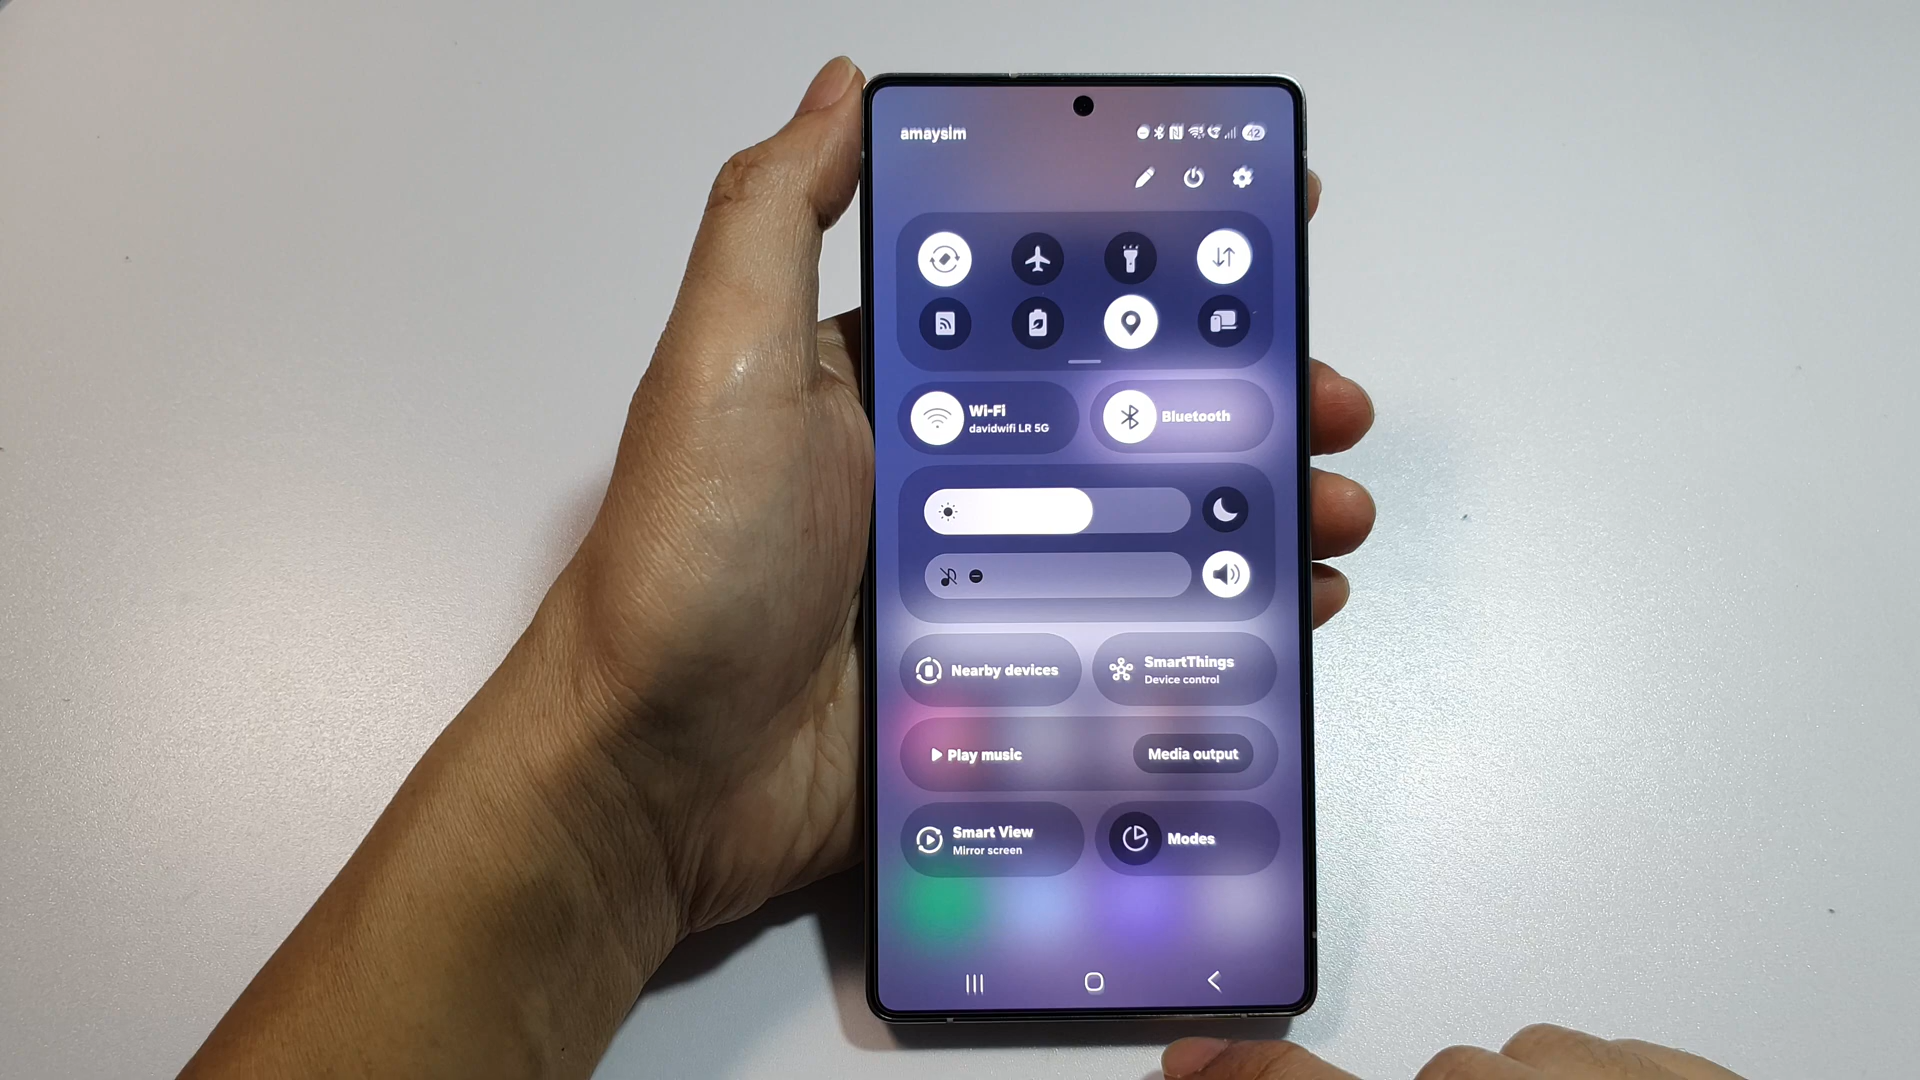 amaysim
42
Wi-Fi
davidwifi LR 5G
Bluetooth
Nearby devices
SmartThings
Device control
Play music
Media output
Smart View
Mirror screen
Modes